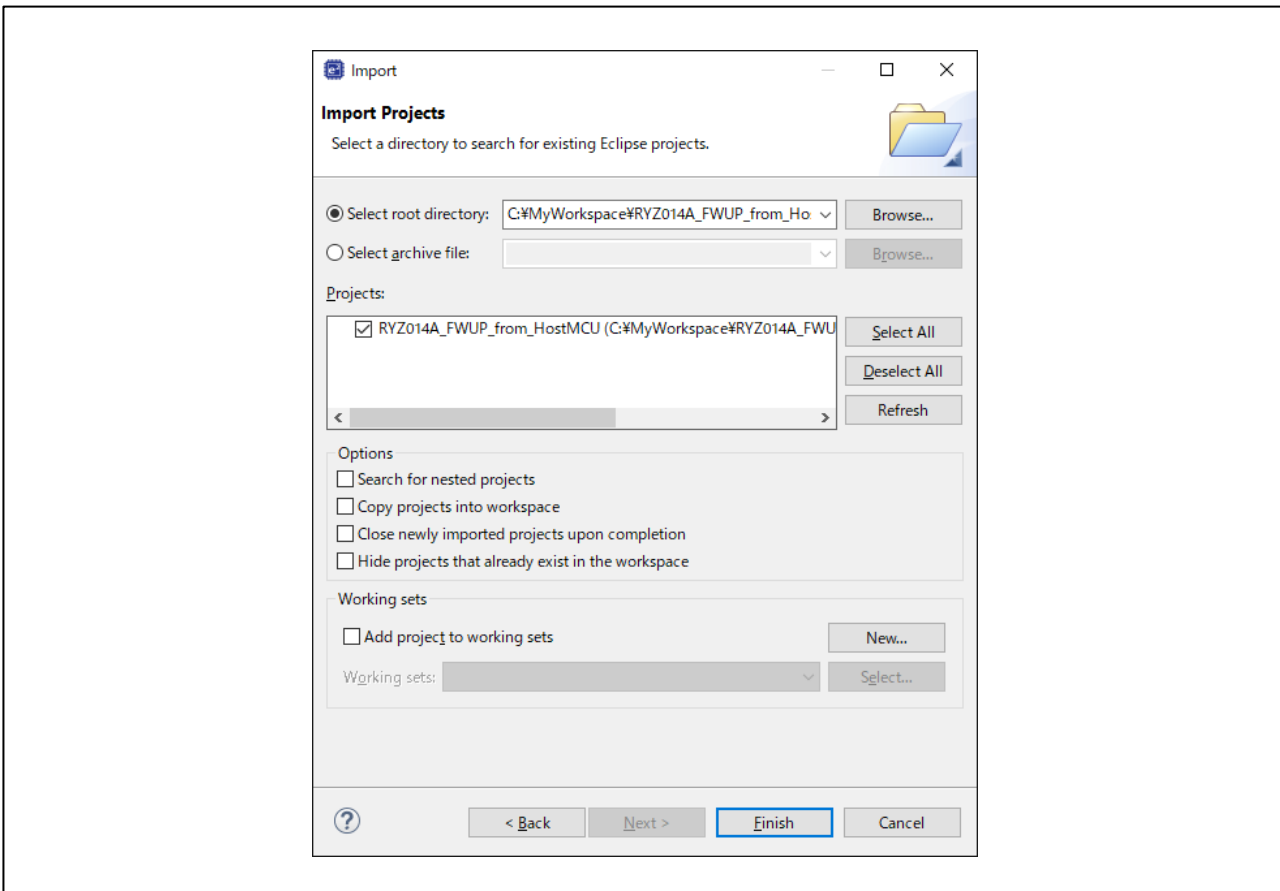 Import
Import Projects
Select a directory to search for existing Eclipse projects.
Select root directory: C:¥MyWorkspace¥RYZ014A_FWUP_from_Ho Browse...
Select archive file: Browse...
Projects:
RYZ014A_FWUP_from_HostMCU (C:¥MyWorkspace¥RYZ014A_FWU Select All
Deselect All
Refresh
Options
Search for nested projects
Copy projects into workspace
Close newly imported projects upon completion
Hide projects that already exist in the workspace
Working sets
Add project to working sets New...
Working sets: Select...
? < Back Next > Finish Cancel